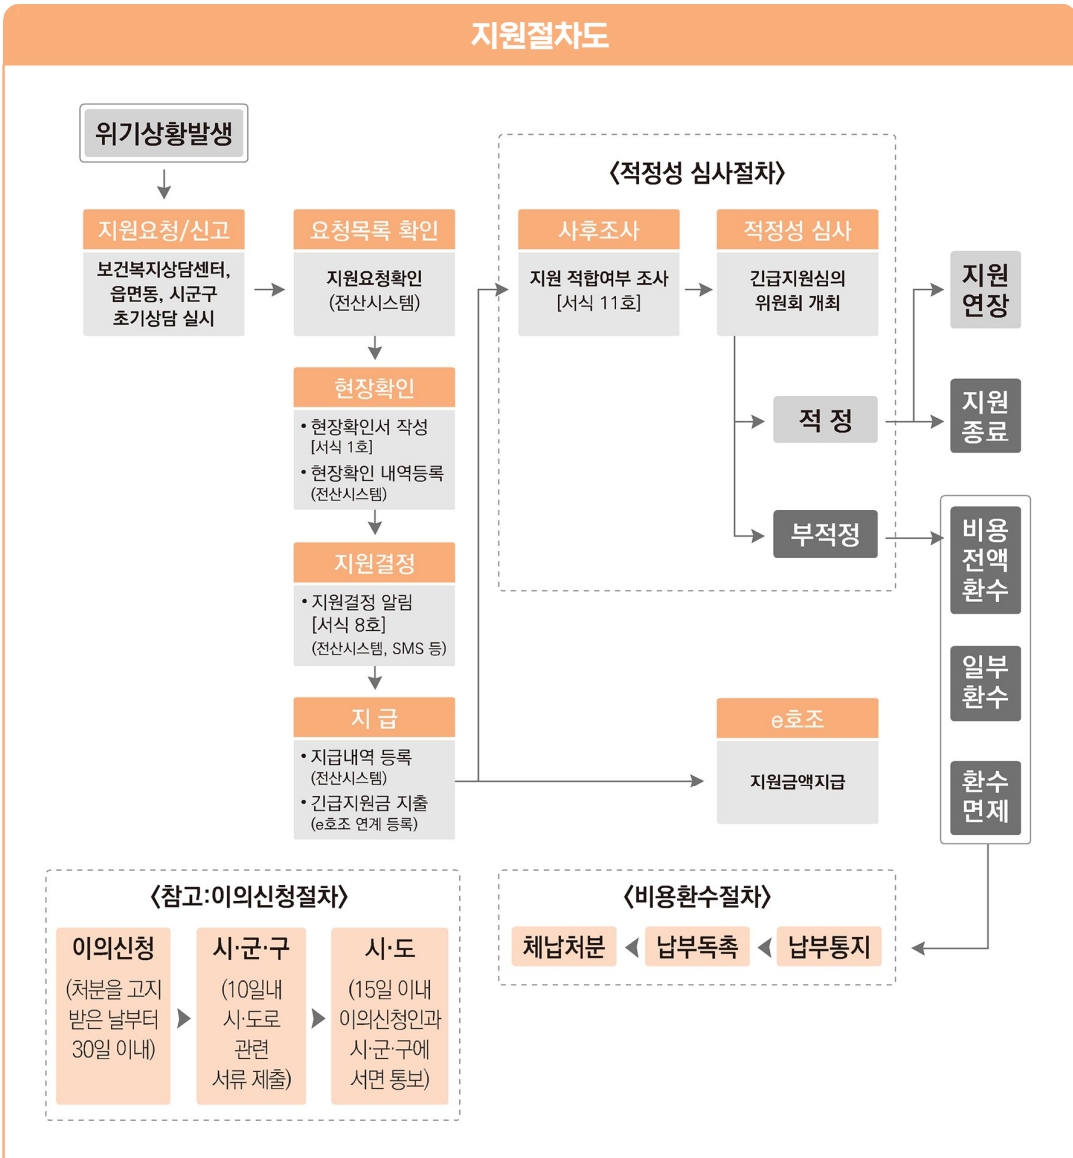 지원절차도
위기상황발생
지원요청/신고
보건복지상담센터,
읍면동, 시군구
초기상담 실시
요청목록 확인
지원요청확인
(전산시스템)
현장확인
• 현장확인서 작성
[서식 1호]
• 현장확인 내역등록
(전산시스템)
지원결정
• 지원결정 알림
[서식 8호]
(전산시스템, SMS 등)
지 급
• 지급내역 등록
(전산시스템)
• 긴급지원금 지출
(e호조 연계 등록)
〈적정성 심사절차〉
사후조사
지원 적합여부 조사
[서식 11호]
적정성 심사
긴급지원심의
위원회 개최
적 정
부적정
지원
연장
지원
종료
비용
전액
환수
일부
환수
환수
면제
e호조
지원금액지급
〈참고:이의신청절차〉
이의신청
(처분을 고지
받은 날부터
30일 이내)
시·군·구
(10일내
시·도로
관련
서류 제출)
시·도
(15일 이내
이의신청인과
시·군·구에
서면 통보)
〈비용환수절차〉
체납처분
납부독촉
납부통지